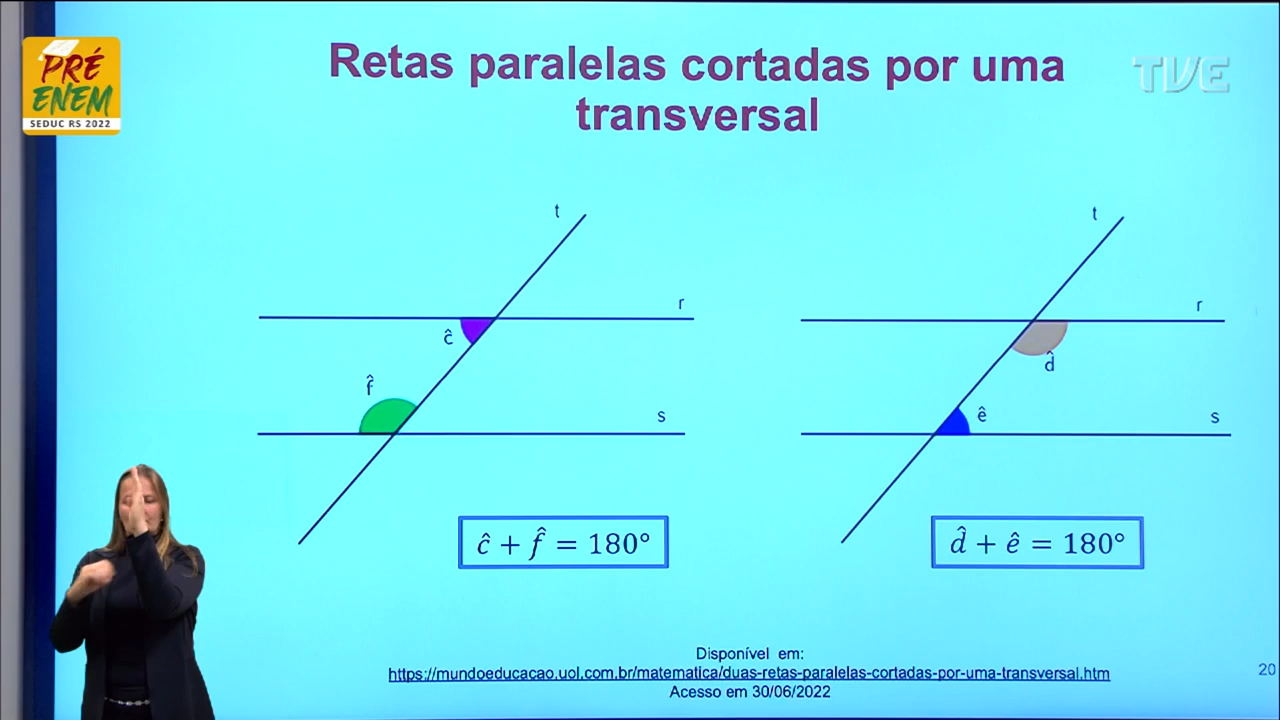 PRÉ
ENEM
SEDUC RS 2022
Retas paralelas cortadas por uma
transversal
TVE
t
r
ĉ
f̂
s
ĉ + f̂ = 180°
t
r
d̂
ê
s
d̂ + ê = 180°
Disponível em:
https://mundoeducacao.uol.com.br/matematica/duas-retas-paralelas-cortadas-por-uma-transversal.htm
Acesso em 30/06/2022
20